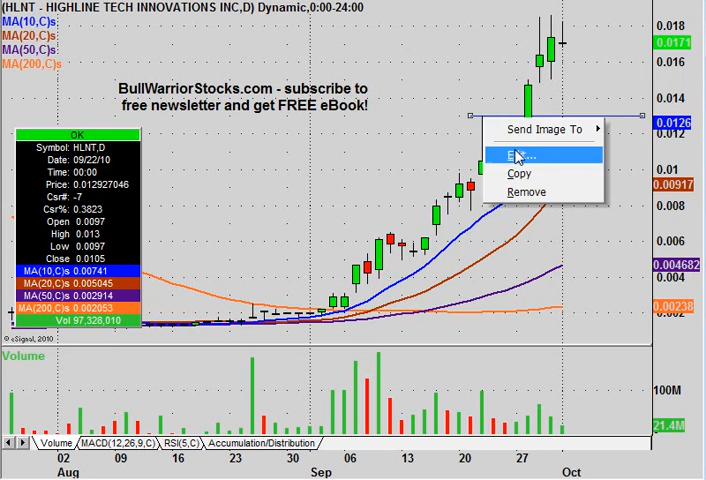 (HLNT - HIGHLINE TECH INNOVATIONS INC,D) Dynamic,0:00-24:00
MA(10,C)s
MA(20,C)s
MA(50,C)s
MA(200,C)s
BullWarriorStocks.com - subscribe to
free newsletter and get FREE eBook!
0.018
0.0171
0.016
0.014
0.0126
0.012
0.01
0.00917
0.008
0.006
0.004682
0.004
0.00238
0.002
Send Image To
Copy
Remove
OK
Symbol: HLNT,D
Date: 09/22/10
Time: 00:00
Price: 0.012927046
Csr#: -7
Csr%: 0.3823
Open 0.0097
High 0.013
Low 0.0097
Close 0.0105
MA(10,C)s 0.00741
MA(20,C)s 0.005045
MA(50,C)s 0.002914
MA(200,C)s 0.002053
Vol 97,328,010
© eSignal, 2010
Volume
100M
21.4M
Volume MACD(12,26,9,C) RSI(5,C) Accumulation/Distribution
02 09 16 23 30 06 13 20 27
Aug Sep Oct